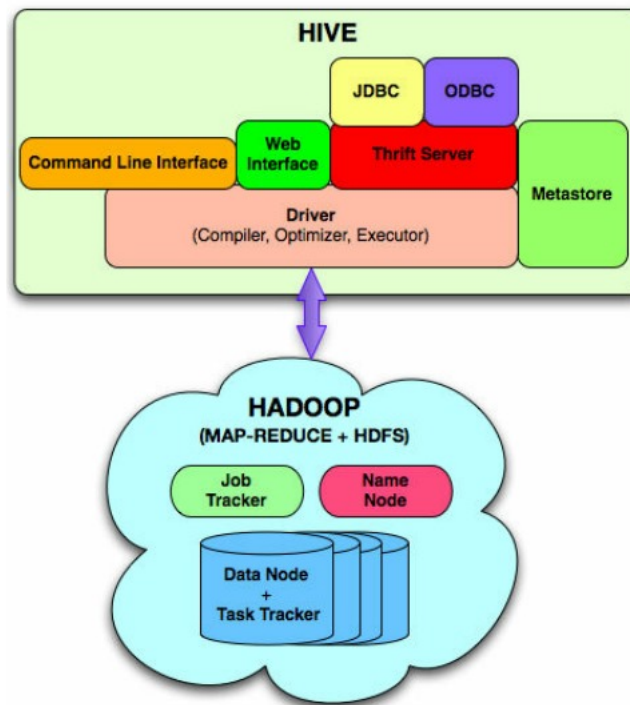 HIVE
JDBC
ODBC
Command Line Interface
Web
Interface
Thrift Server
Metastore
Driver
(Compiler, Optimizer, Executor)
HADOOP
(MAP-REDUCE + HDFS)
Job
Tracker
Name
Node
Data Node
+
Task Tracker